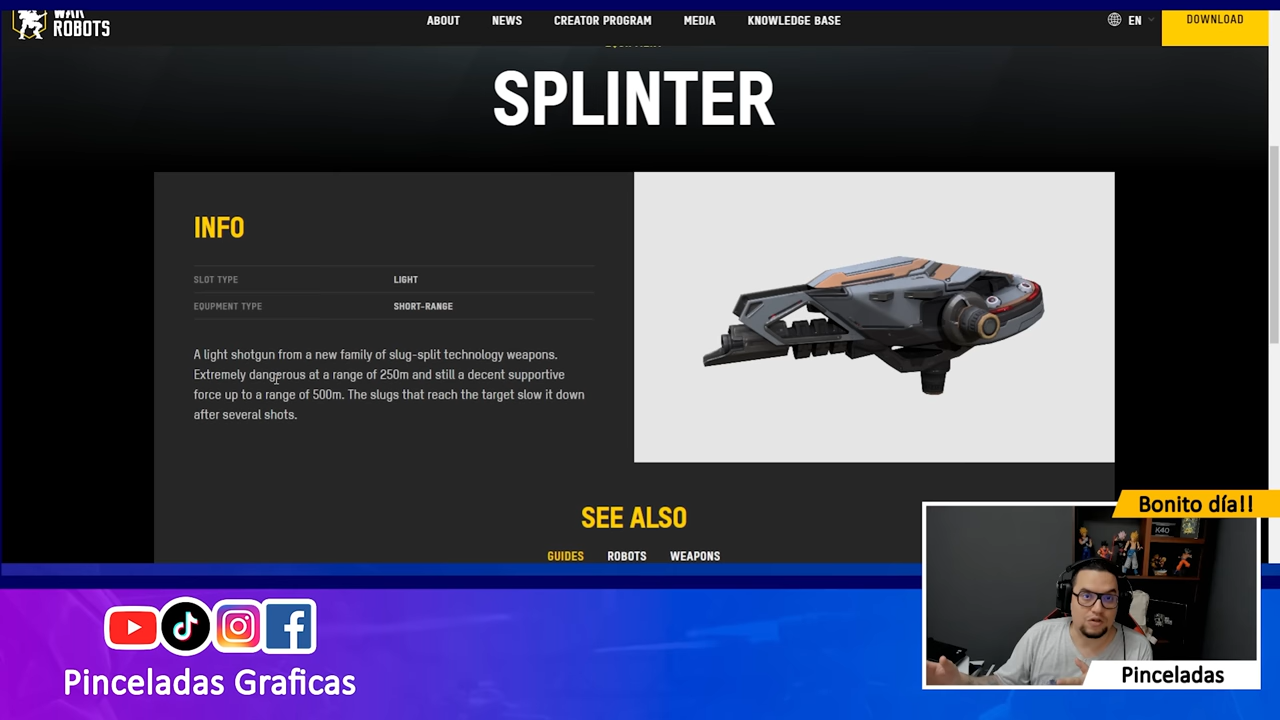 WAR
ROBOTS
ABOUT
NEWS
CREATOR PROGRAM
MEDIA
KNOWLEDGE BASE
EN
DOWNLOAD
SPLINTER
INFO
SLOT TYPE LIGHT
EQUPMENT TYPE SHORT-RANGE
A light shotgun from a new family of slug-split technology weapons.
Extremely dangerous at a range of 250m and still a decent supportive
force up to a range of 500m. The slugs that reach the target slow it down
after several shots.
SEE ALSO
GUIDES
ROBOTS
WEAPONS
Bonito día!!
K40
Pinceladas
Pinceladas Graficas